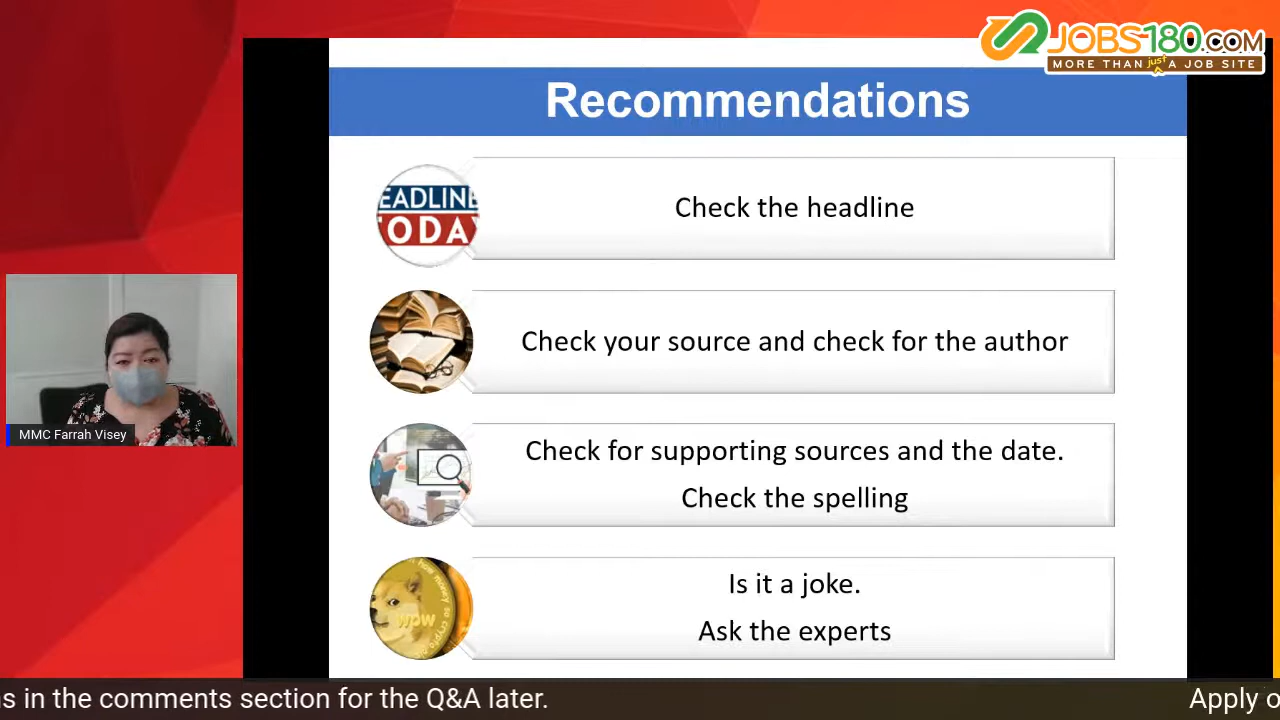 JOBS180.COM
MORE THAN just A JOB SITE
Recommendations
EADLINE
TODAY
Check the headline
Check your source and check for the author
Check for supporting sources and the date.
Check the spelling
WOW
Is it a joke.
Ask the experts
MMC Farrah Visey
s in the comments section for the Q&A later.
Apply o